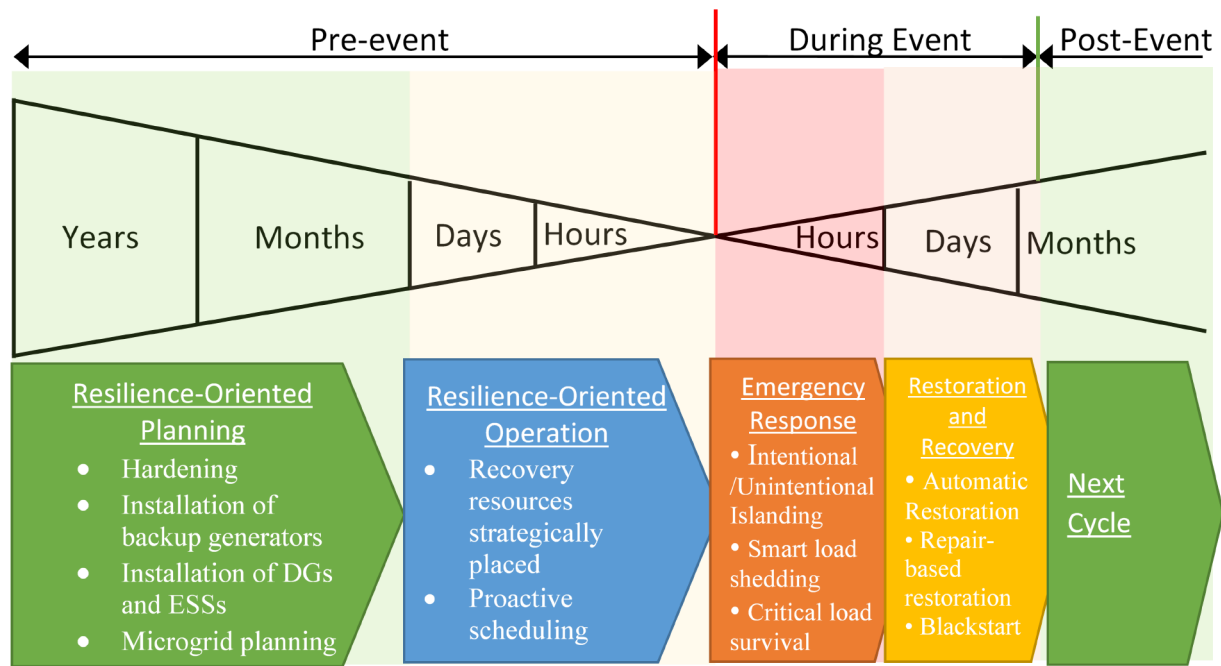 Pre-event
During Event
Post-Event
Years
Months
Days
Hours
Hours
Days
Months
Resilience-Oriented
Planning
● Hardening
● Installation of
backup generators
● Installation of DGs
and ESSs
● Microgrid planning
Resilience-Oriented
Operation
● Recovery
resources
strategically
placed
● Proactive
scheduling
Emergency
Response
• Intentional
/Unintentional
Islanding
• Smart load
shedding
• Critical load
survival
Restoration
and
Recovery
• Automatic
Restoration
• Repair-
based
restoration
• Blackstart
Next
Cycle